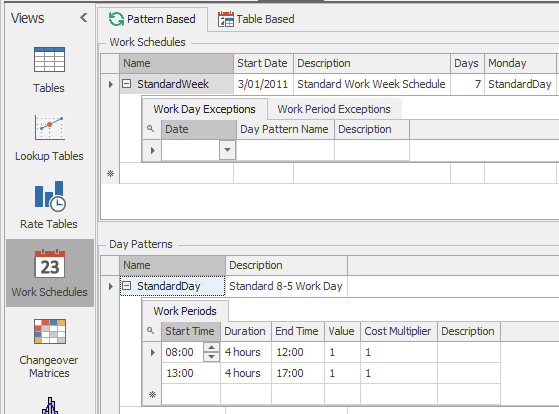 Views
Pattern Based Table Based
Work Schedules
Name Start Date Description Days Monday
StandardWeek 3/01/2011 Standard Work Week Schedule 7 StandardDay
Work Day Exceptions Work Period Exceptions
Date Day Pattern Name Description
Tables
Lookup Tables
Rate Tables
23
Work Schedules
Changeover
Matrices
Day Patterns
Name Description
StandardDay Standard 8-5 Work Day
Work Periods
Start Time Duration End Time Value Cost Multiplier Description
08:00 4 hours 12:00 1 1
13:00 4 hours 17:00 1 1